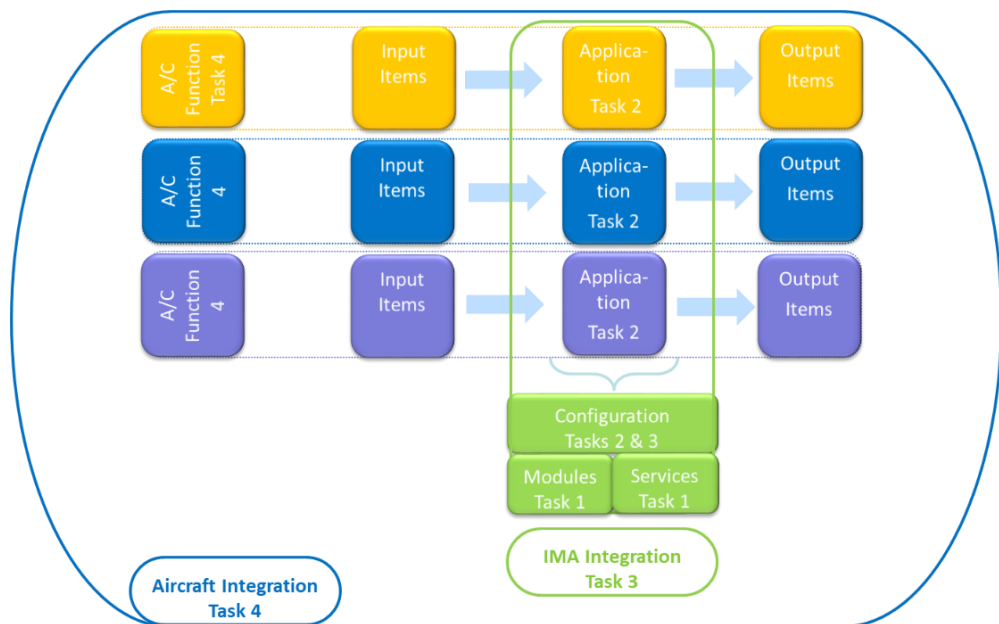 A/C
Function
Task 4
Input
Items
Applica-
tion
Task 2
Output
Items
A/C
Function
4
Input
Items
Applica-
tion
Task 2
Output
Items
A/C
Function
4
Input
Items
Applica-
tion
Task 2
Output
Items
Configuration
Tasks 2 & 3
Modules
Task 1
Services
Task 1
IMA Integration
Task 3
Aircraft Integration
Task 4